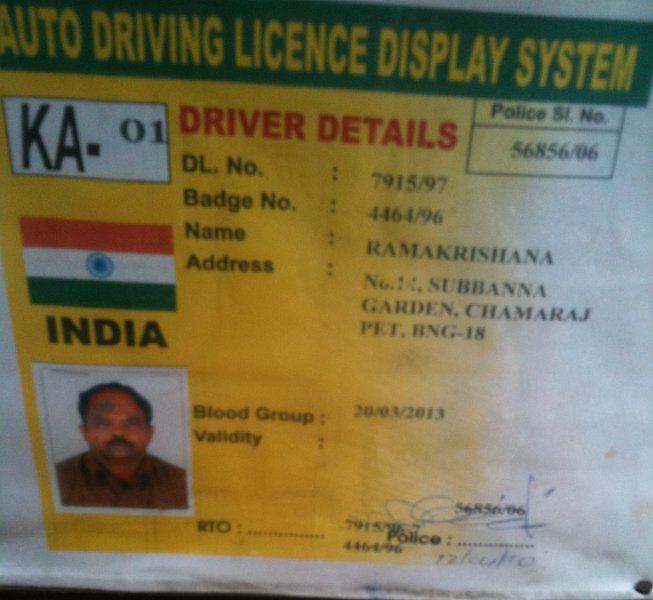 AUTO DRIVING LICENCE DISPLAY SYSTEM
KA- 01
DRIVER DETAILS
Police Sl. No.
56856/06
DL. No. : 7915/97
Badge No. : 4464/96
Name : RAMAKRISHANA
Address : No. SUBBANNA
GARDEN, CHAMARAJ
PET, BNG-18
INDIA
Blood Group : 20/03/2013
Validity :
56856/06
RTO : ..............
4464/96
Police : ..............